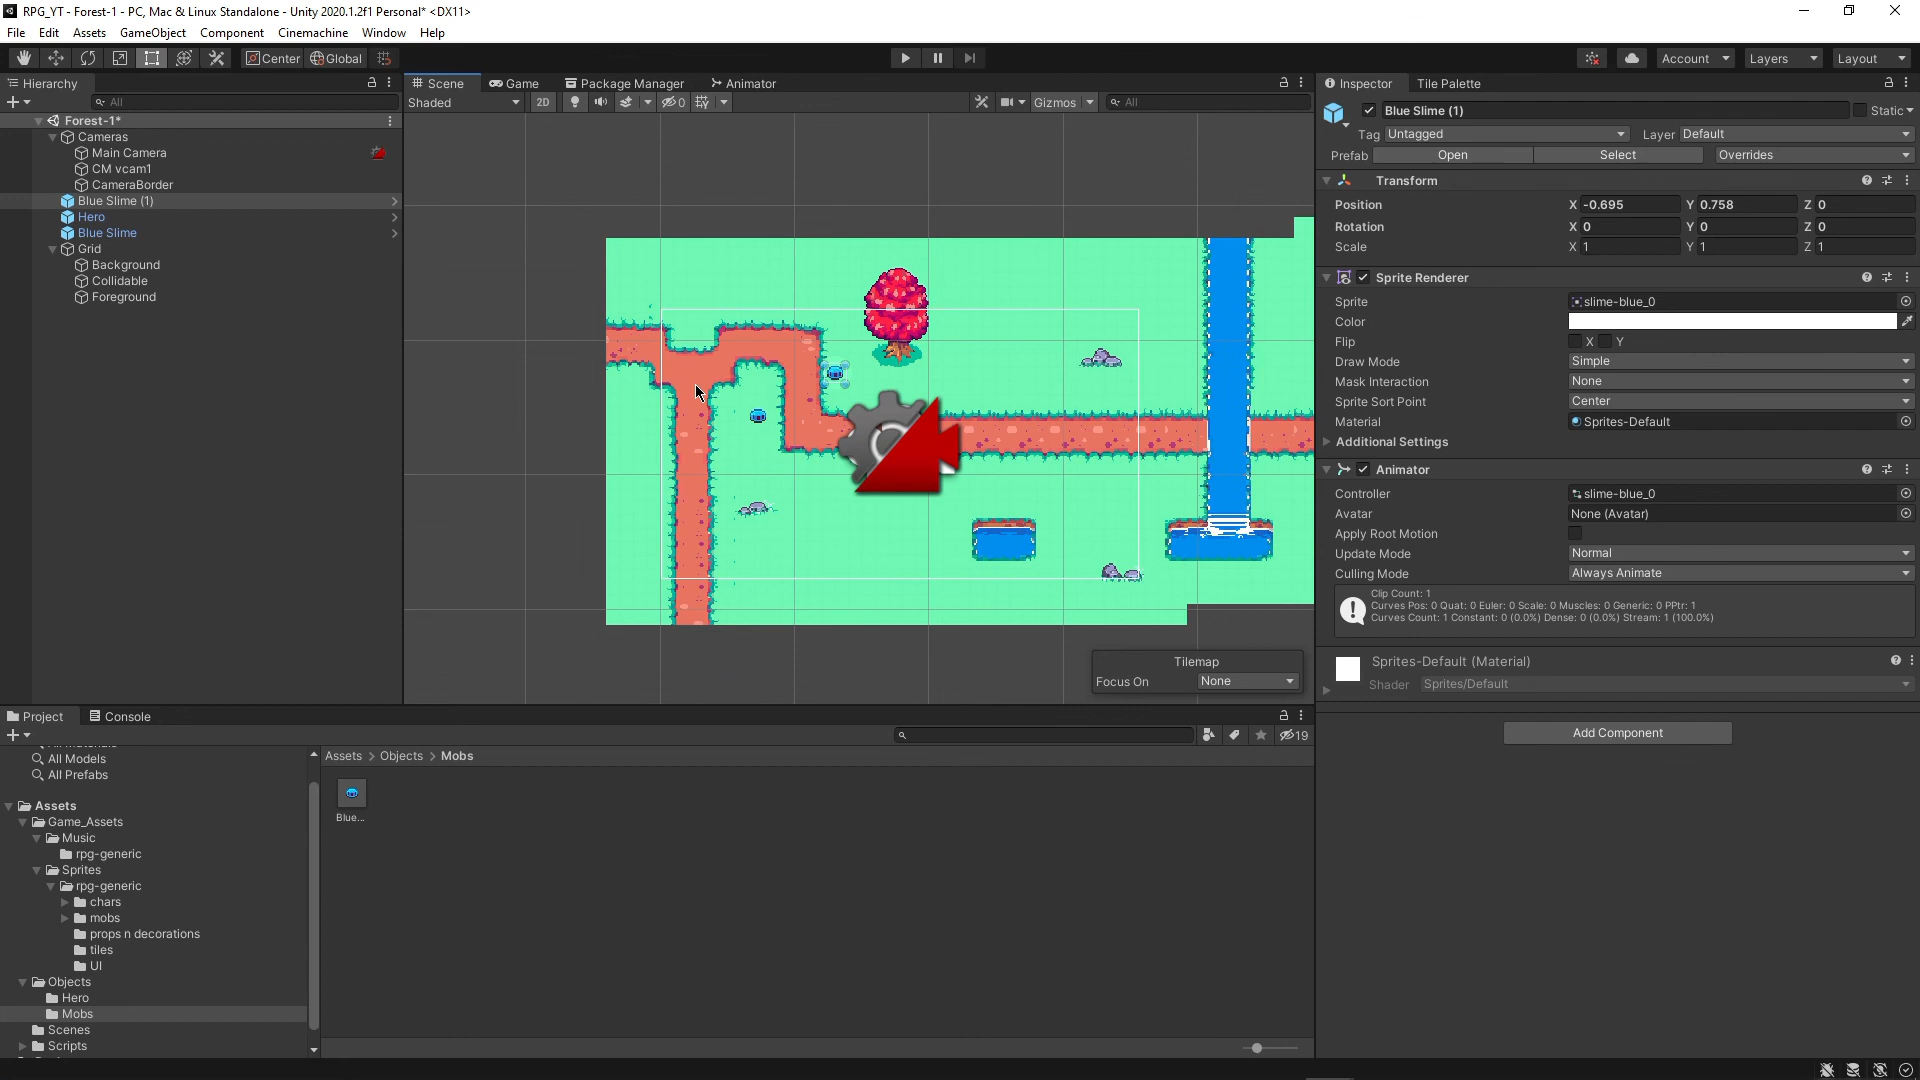 RPG_YT - Forest-1 - PC, Mac & Linux Standalone - Unity 2020.1.2f1 Personal* <DX11>
File Edit Assets GameObject Component Cinemachine Window Help
Center Global Account Layers Layout
Hierarchy
All
Forest-1*
Cameras
Main Camera
CM vcam1
CameraBorder
Blue Slime (1)
Hero
Blue Slime
Grid
Background
Collidable
Foreground
Scene Game Package Manager Animator
Shaded 2D 0 Gizmos All
Tilemap
Focus On None
Inspector Tile Palette
Blue Slime (1) Static
Tag Untagged Layer Default
Prefab Open Select Overrides
Transform
Position X -0.695 Y 0.758 Z 0
Rotation X 0 Y 0 Z 0
Scale X 1 Y 1 Z 1
Sprite Renderer
Sprite slime-blue_0
Color
Flip X Y
Draw Mode Simple
Mask Interaction None
Sprite Sort Point Center
Material Sprites-Default
Additional Settings
Animator
Controller slime-blue_0
Avatar None (Avatar)
Apply Root Motion
Update Mode Normal
Culling Mode Always Animate
Clip Count: 1
Curves Pos: 0 Quat: 0 Euler: 0 Scale: 0 Muscles: 0 Generic: 0 PPtr: 1
Curves Count: 1 Constant: 0 (0.0%) Dense: 0 (0.0%) Stream: 1 (100.0%)
Sprites-Default (Material)
Shader Sprites/Default
Add Component
Project Console
19
All Models
All Prefabs
Assets
Game_Assets
Music
rpg-generic
Sprites
rpg-generic
chars
mobs
props n decorations
tiles
UI
Objects
Hero
Mobs
Scenes
Scripts
Assets > Objects > Mobs
Blue...